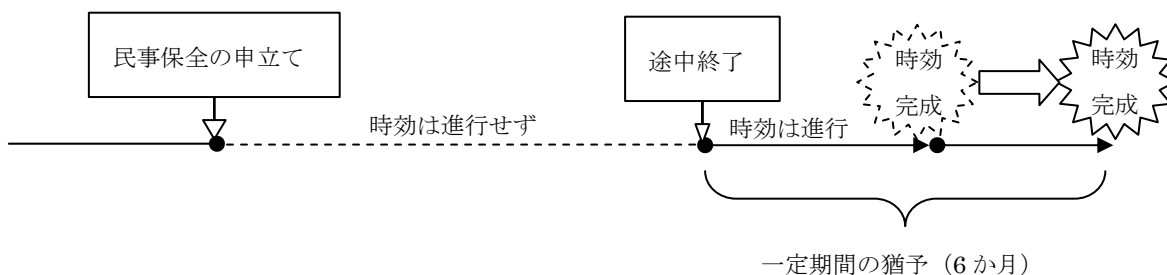 民事保全の申立て
途中終了
時効
完成
時効
完成
時効は進行せず
時効は進行
一定期間の猶予（6 か月）